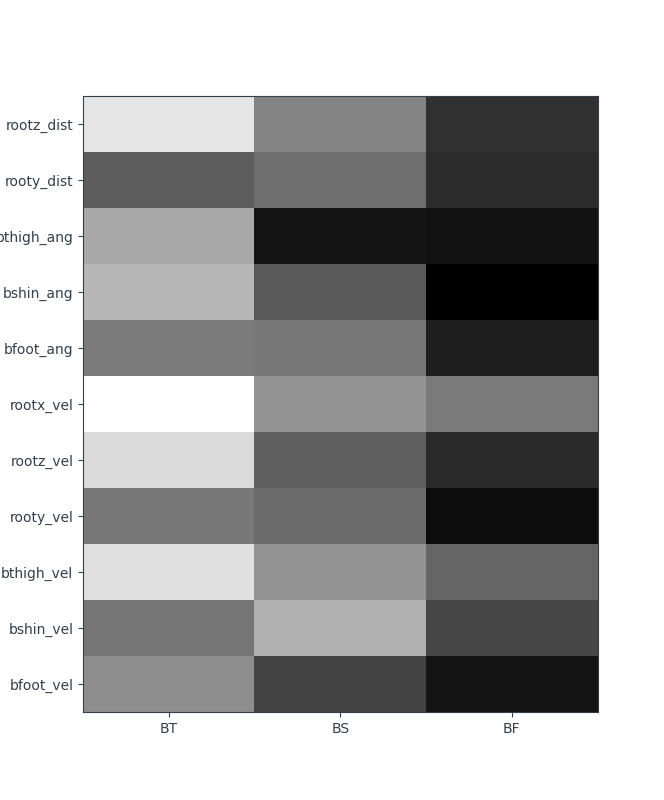 rootz_dist
rooty_dist
bthigh_ang
bshin_ang
bfoot_ang
rootx_vel
rootz_vel
rooty_vel
bthigh_vel
bshin_vel
bfoot_vel
BT BS BF